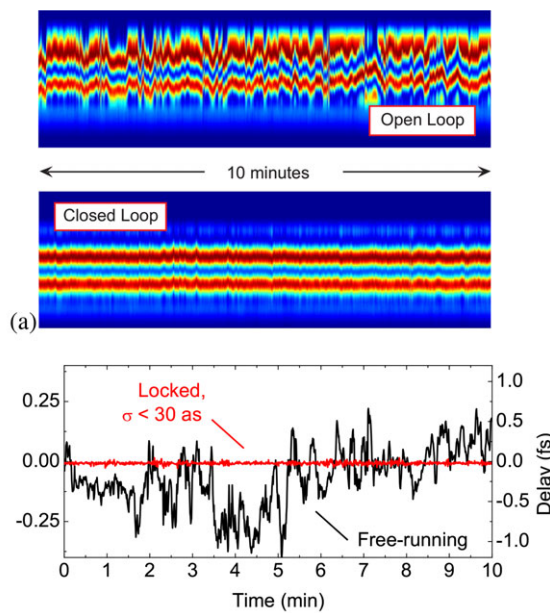 Open Loop
10 minutes
Closed Loop
(a)
Locked,
σ < 30 as
Free-running
0.25
0.00
-0.25
1.0
0.5
0.0
-0.5
-1.0
Delay (fs)
0 1 2 3 4 5 6 7 8 9 10
Time (min)